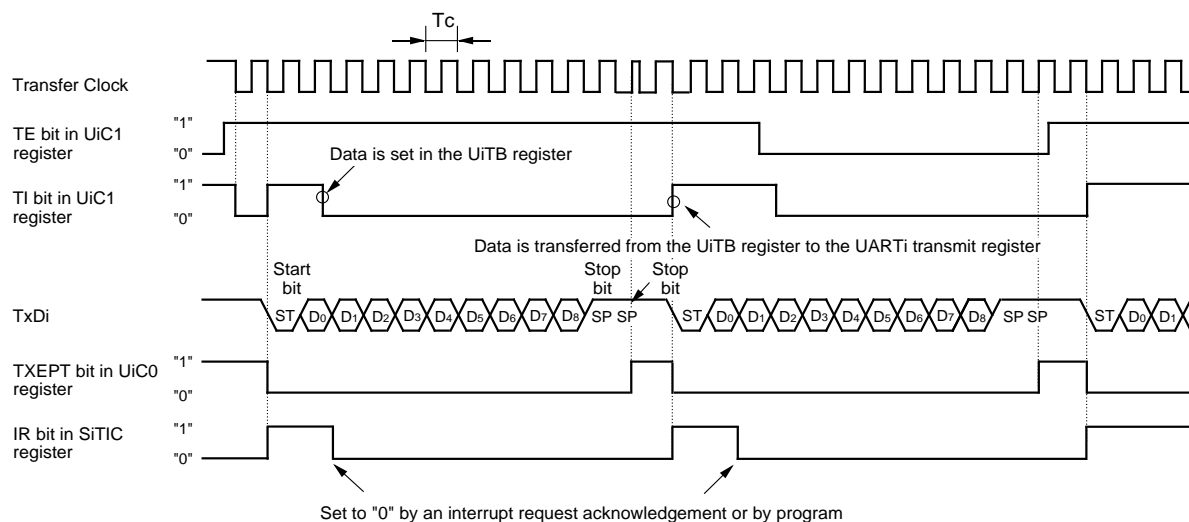 Tc
Transfer Clock
TE bit in UiC1
register
"1"
"0"
Data is set in the UiTB register
TI bit in UiC1
register
"1"
"0"
Data is transferred from the UiTB register to the UARTi transmit register
Start
bit
Stop
bit
Stop
bit
TxDi
ST D0 D1 D2 D3 D4 D5 D6 D7 D8 SP SP ST D0 D1 D2 D3 D4 D5 D6 D7 D8 SP SP ST D0 D1
TXEPT bit in UiC0
register
"1"
"0"
IR bit in SiTIC
register
"1"
"0"
Set to "0" by an interrupt request acknowledgement or by program